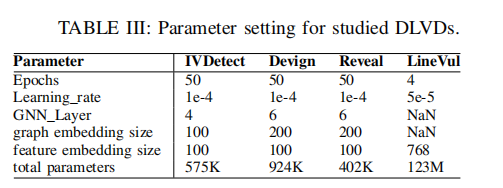 TABLE III: Parameter setting for studied DLVDs.
Parameter IVDetect Devign Reveal LineVul
Epochs 50 50 50 4
Learning_rate 1e-4 1e-4 1e-4 5e-5
GNN_Layer 4 6 6 NaN
graph embedding size 100 200 200 NaN
feature embedding size 100 100 100 768
total parameters 575K 924K 402K 123M